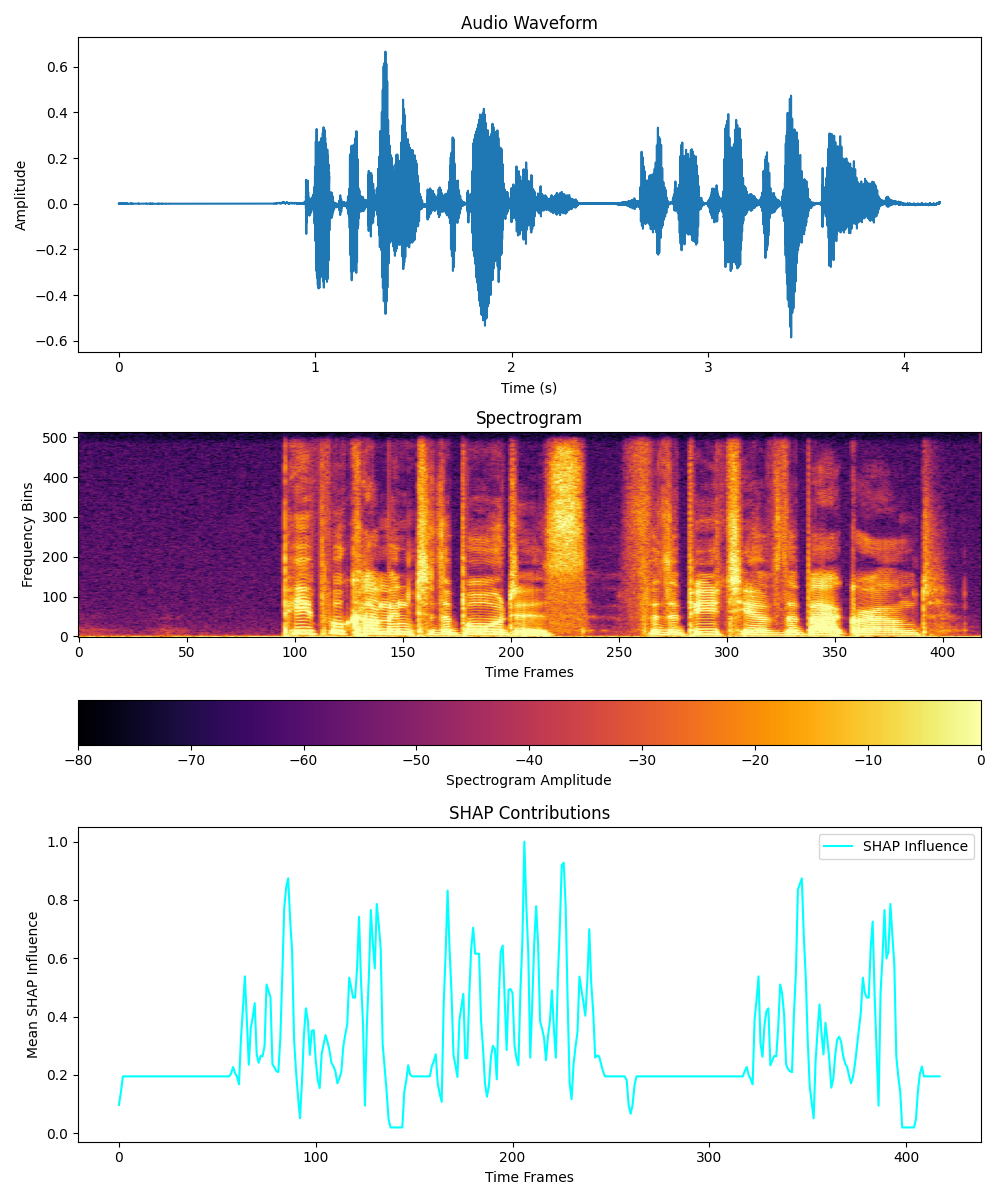 Audio Waveform
0.6
0.4
0.2
0.0
−0.2
−0.4
−0.6
Amplitude
0 1 2 3 4
Time (s)
Spectrogram
500
400
300
200
100
0
Frequency Bins
0 50 100 150 200 250 300 350 400
Time Frames
−80 −70 −60 −50 −40 −30 −20 −10 0
Spectrogram Amplitude
SHAP Contributions
SHAP Influence
1.0
0.8
0.6
0.4
0.2
0.0
Mean SHAP Influence
0 100 200 300 400
Time Frames